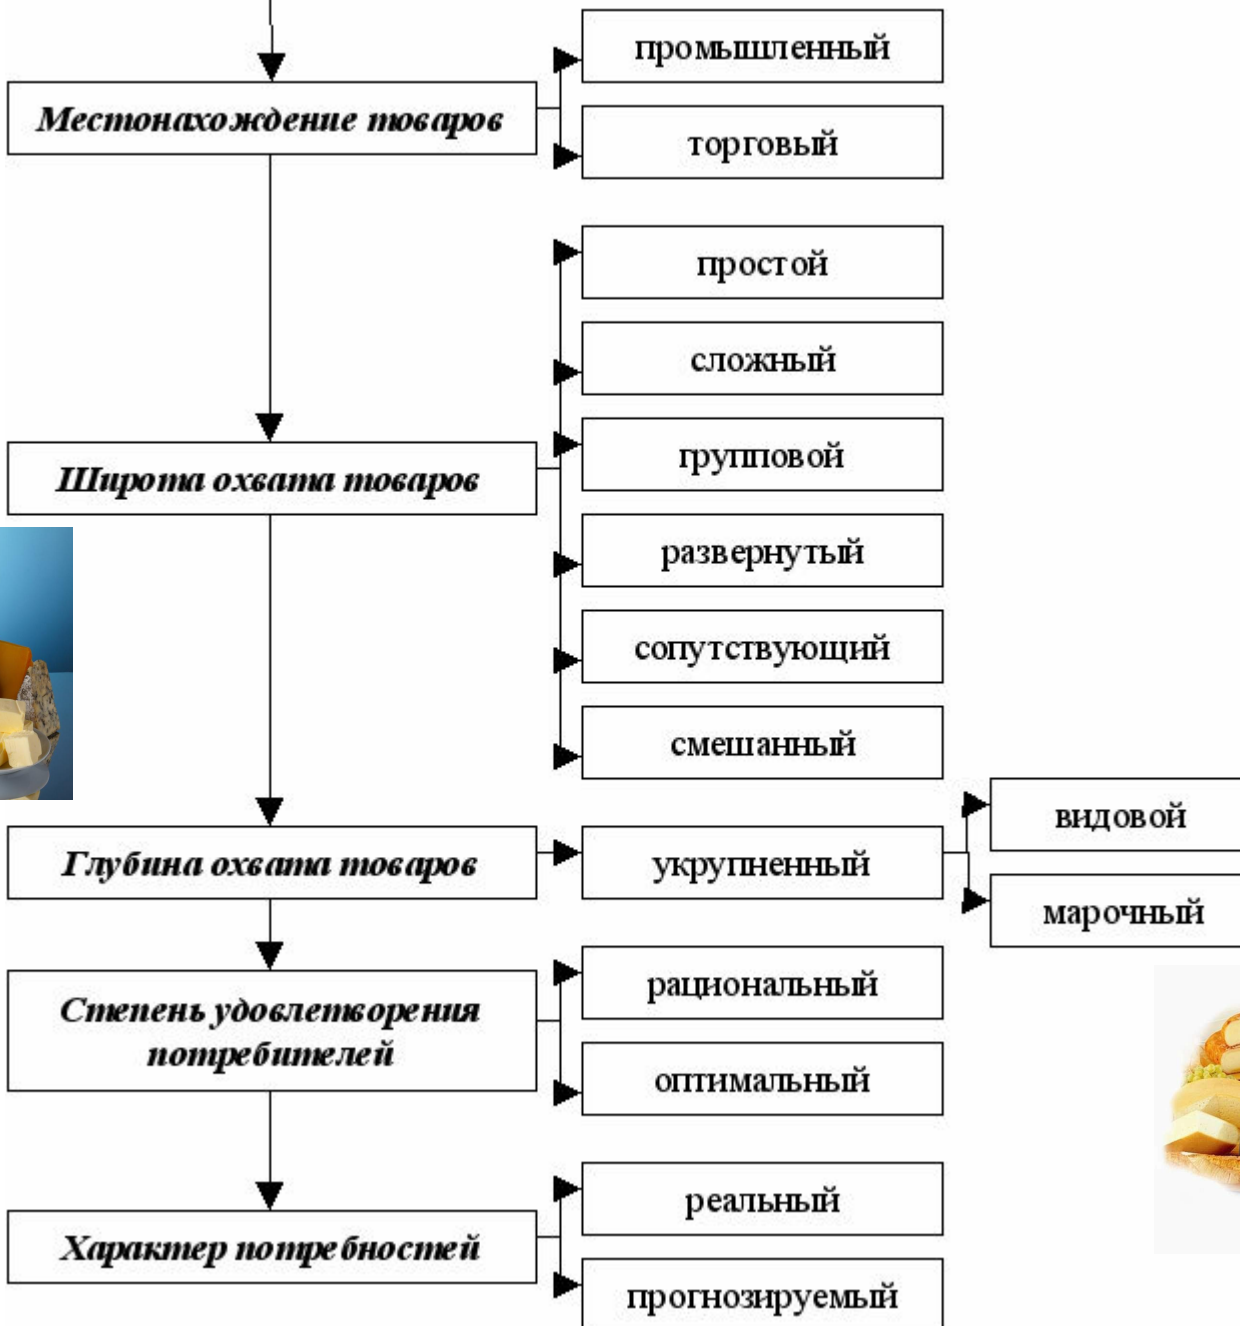 Местонахождение товаров
промышленный
торговый
Широта охвата товаров
простой
сложный
групповой
развернутый
сопутствующий
смешанный
Глубина охвата товаров
укрупненный
видовой
марочный
Степень удовлетворения
потребителей
рациональный
оптимальный
Характер потребностей
реальный
прогнозируемый